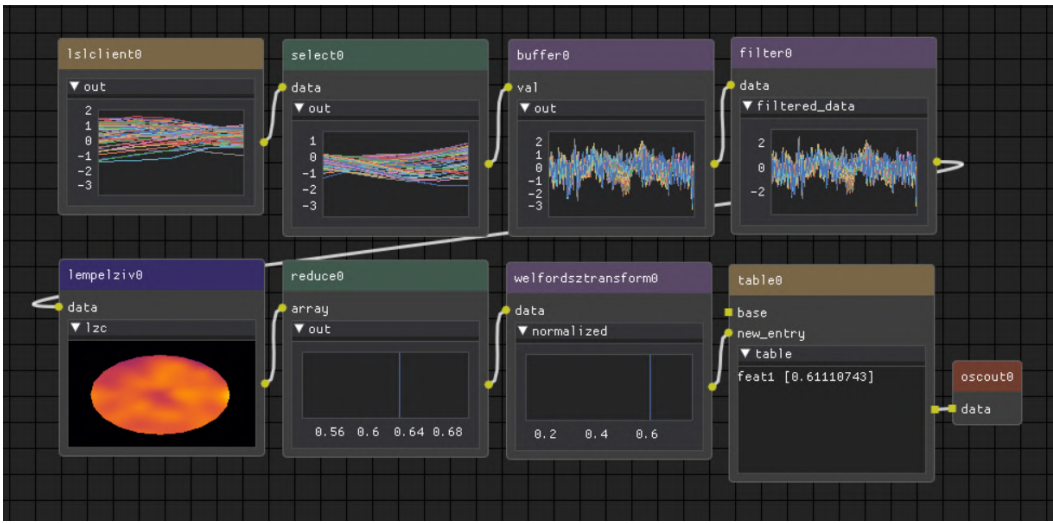 lslclient0
▼ out
2
1
0
-1
-2
-3
select0
data
▼ out
1
0
-1
-2
-3
buffer0
val
▼ out
2
1
0
-1
-2
-3
filter0
data
▼ filtered_data
2
0
-2
lempelziv0
data
▼ lzc
reduce0
array
▼ out
0.56 0.6 0.64 0.68
welfordsztransform0
data
▼ normalized
0.2 0.4 0.6
table0
base
new_entry
▼ table
feat1 [0.61110743]
oscout0
data